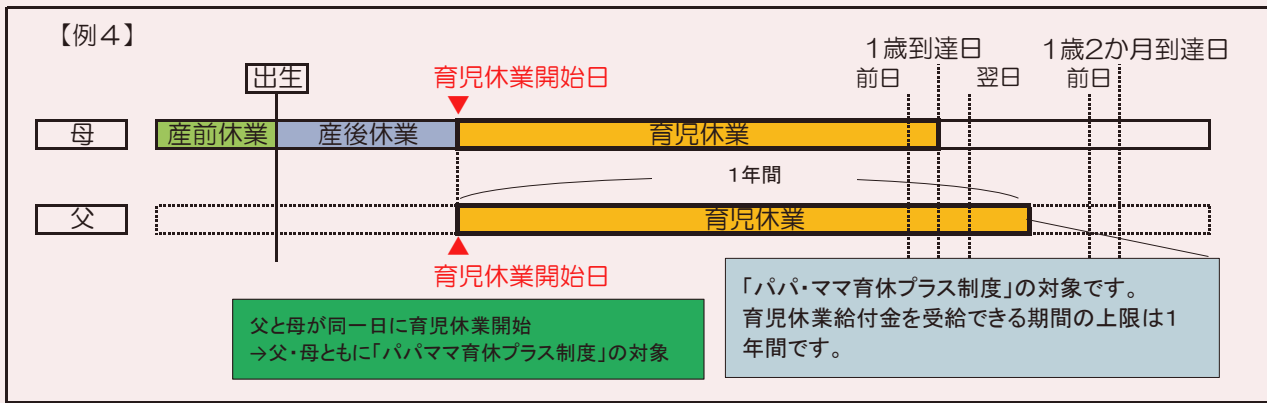 【例4】
1歳到達日
1歳2か月到達日
前日
翌日
前日
出生
育児休業開始日
母
産前休業
産後休業
育児休業
1年間
父
育児休業
育児休業開始日
父と母が同一日に育児休業開始
→父・母ともに「パパママ育休プラス制度」の対象
「パパ・ママ育休プラス制度」の対象です。
育児休業給付金を受給できる期間の上限は1
年間です。